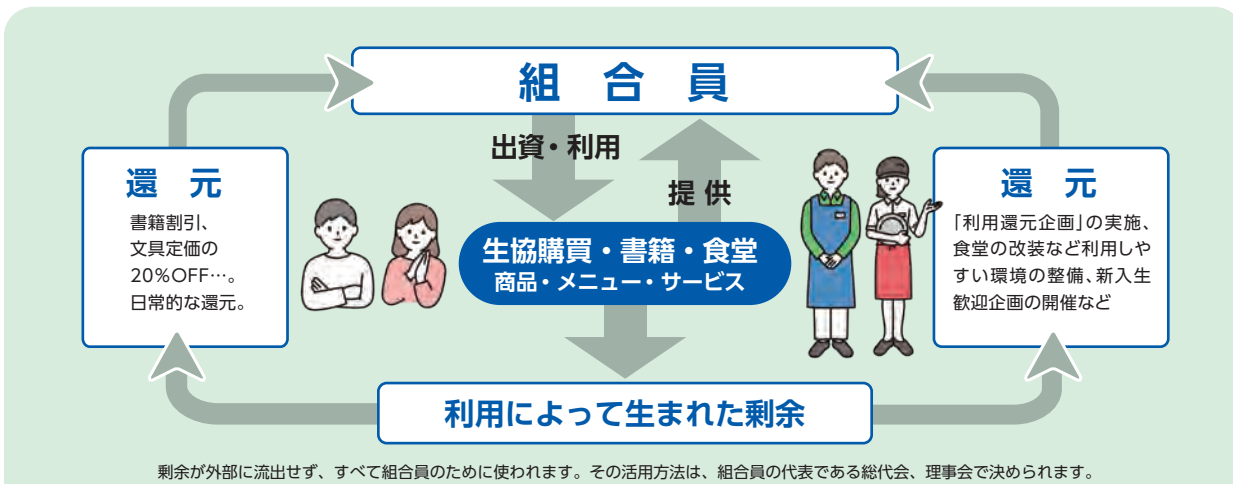 組合員
出資・利用
提供
還元
書籍割引、
文具定価の
20%OFF…。
日常的な還元。
生協購買・書籍・食堂
商品・メニュー・サービス
還元
「利用還元企画」の実施、
食堂の改装など利用しや
すい環境の整備、新入生
歓迎企画の開催など
利用によって生まれた剰余
剰余が外部に流出せず、すべて組合員のために使われます。その活用方法は、組合員の代表である総代会、理事会で決められます。